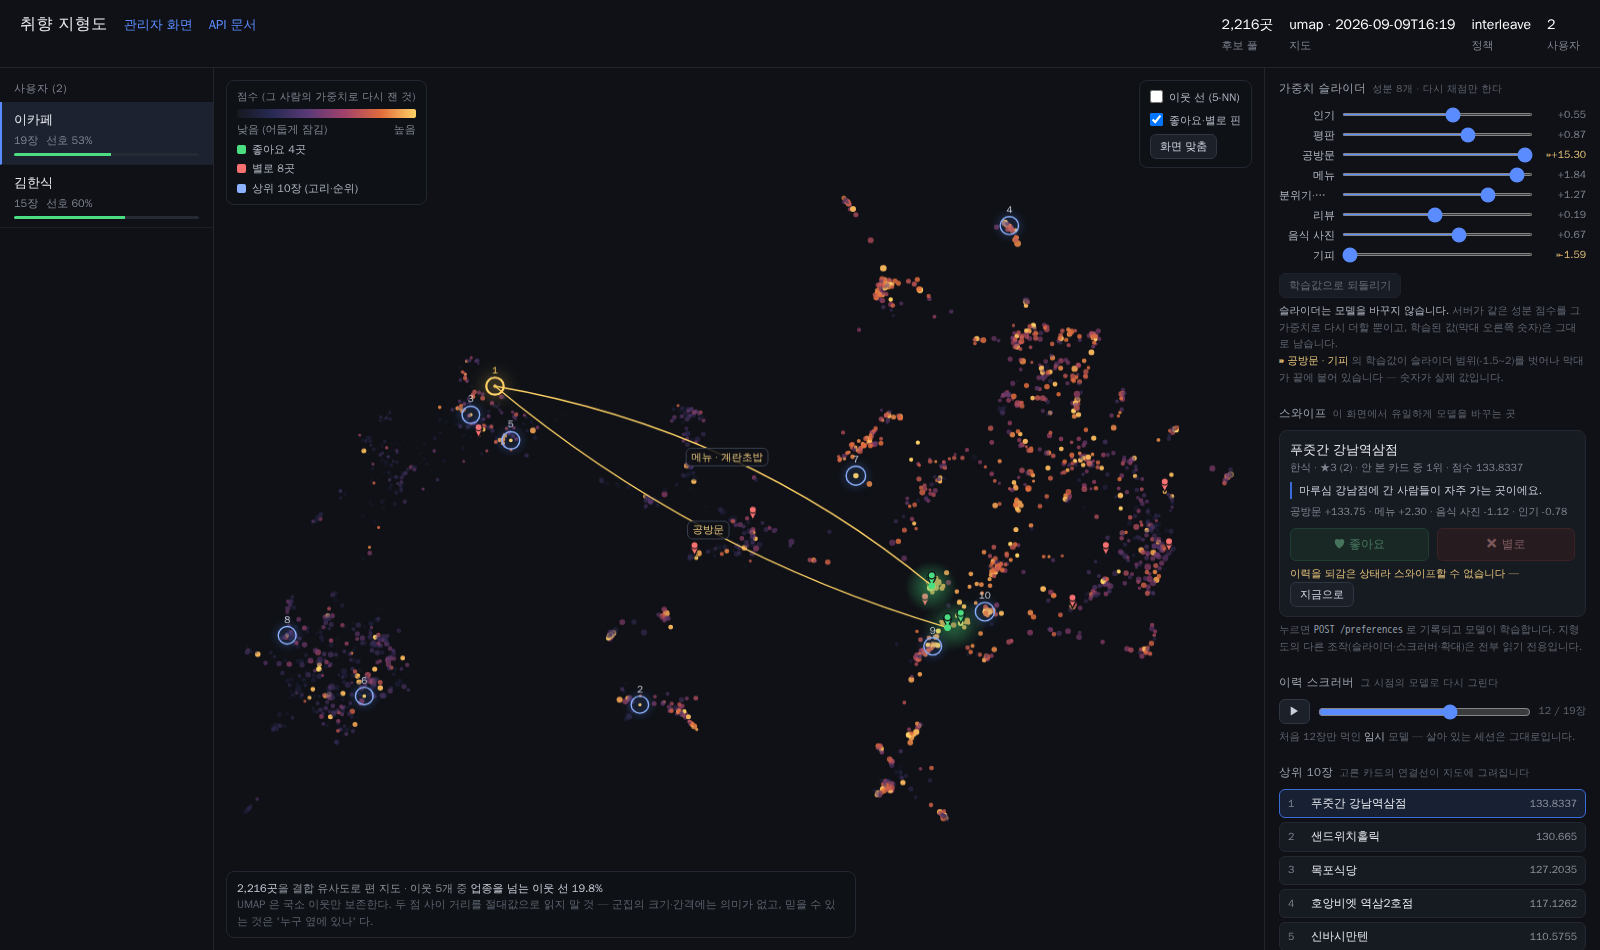 취향 지형도 관리자 화면 API 문서
2,216곳 umap · 2026-09-09T16:19 interleave 2
후보 풀 지도 정책 사용자
사용자 (2)
이카페
19장 선호 53%
김한식
15장 선호 60%
점수 (그 사람의 가중치로 다시 잰 것)
낮음 (어둡게 잠김) 높음
좋아요 4곳
별로 8곳
상위 10장 (고리·순위)
이웃 선 (5-NN)
좋아요·별로 핀
화면 맞춤
4
1
3
5
메뉴 · 계란초밥
7
공방문
10
8
9
6
2
2,216곳을 결합 유사도로 편 지도 · 이웃 5개 중 업종을 넘는 이웃 선 19.8%
UMAP 은 국소 이웃만 보존한다. 두 점 사이 거리를 절대값으로 읽지 말 것 — 군집의 크기·간격에는 의미가 없고, 믿을 수 있
는 것은 '누구 옆에 있나' 다.
가중치 슬라이더 성분 8개 · 다시 채점만 한다
인기 +0.55
평판 +0.87
공방문 ⇤+15.30
메뉴 +1.84
분위기·… +1.27
리뷰 +0.19
음식 사진 +0.67
기피 ⇤-1.59
학습값으로 되돌리기
슬라이더는 모델을 바꾸지 않습니다. 서버가 같은 성분 점수를 그
가중치로 다시 더할 뿐이고, 학습된 값(막대 오른쪽 숫자)은 그대
로 남습니다.
공방문 · 기피 의 학습값이 슬라이더 범위(-1.5~2)를 벗어나 막대
가 끝에 붙어 있습니다 — 숫자가 실제 값입니다.
스와이프 이 화면에서 유일하게 모델을 바꾸는 곳
푸줏간 강남역삼점
한식 · ★3 (2) · 안 본 카드 중 1위 · 점수 133.8337
마루심 강남점에 간 사람들이 자주 가는 곳이에요.
공방문 +133.75 · 메뉴 +2.30 · 음식 사진 -1.12 · 인기 -0.78
♥ 좋아요 ✖ 별로
이력을 되감은 상태라 스와이프할 수 없습니다 —
지금으로
누르면 POST /preferences 로 기록되고 모델이 학습합니다. 지형
도의 다른 조작(슬라이더·스크러버·확대)은 전부 읽기 전용입니다.
이력 스크러버 그 시점의 모델로 다시 그린다
▶ 12 / 19장
처음 12장만 먹인 임시 모델 — 살아 있는 세션은 그대로입니다.
상위 10장 고른 카드의 연결선이 지도에 그려집니다
1 푸줏간 강남역삼점 133.8337
2 샌드위치홀릭 130.665
3 목포식당 127.2035
4 호앙비엣 역삼2호점 117.1262
5 신바시만텐 110.5755